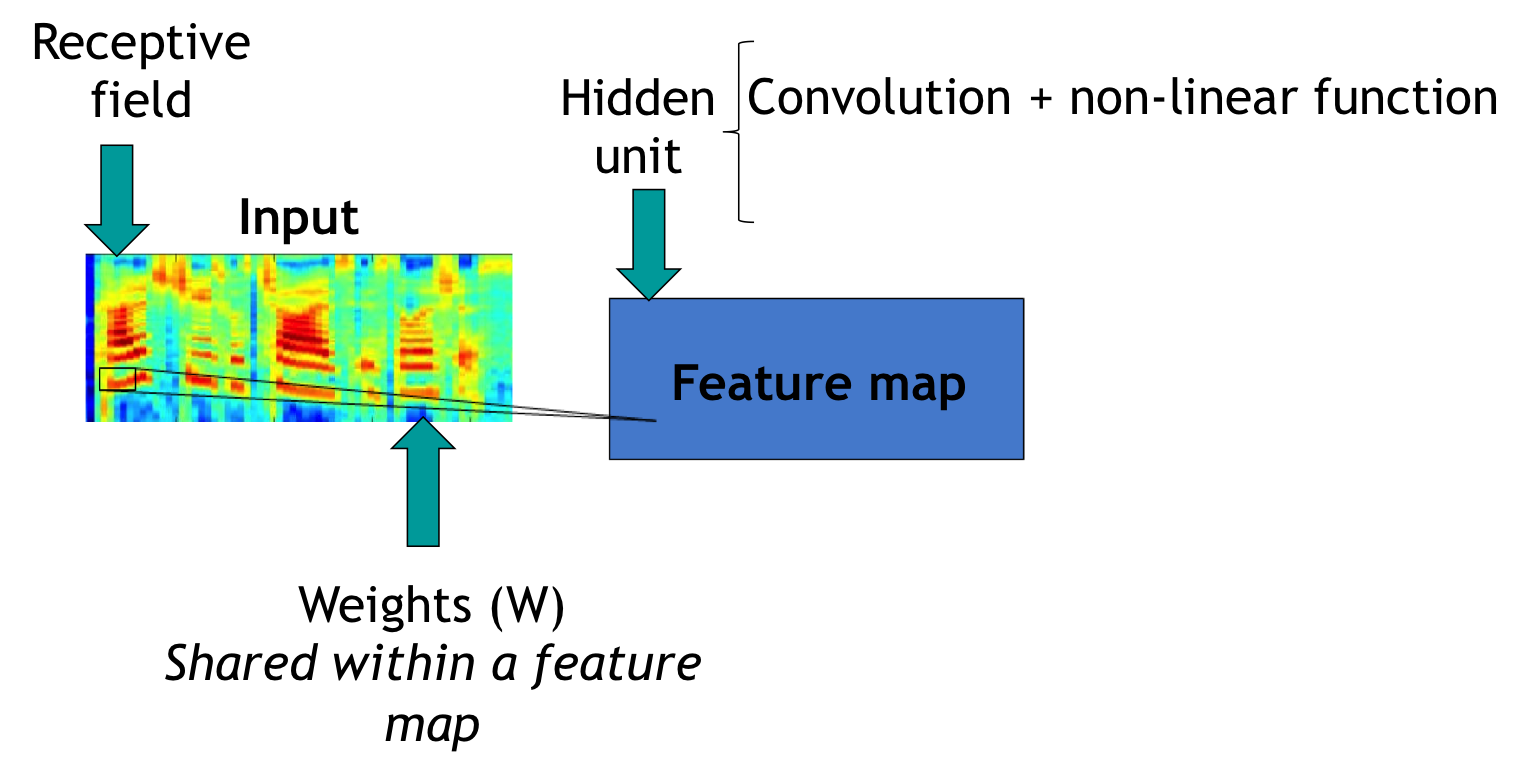 Receptive
field
Input
Hidden
unit
Convolution + non-linear function
Feature map
Weights (W)
Shared within a feature
map